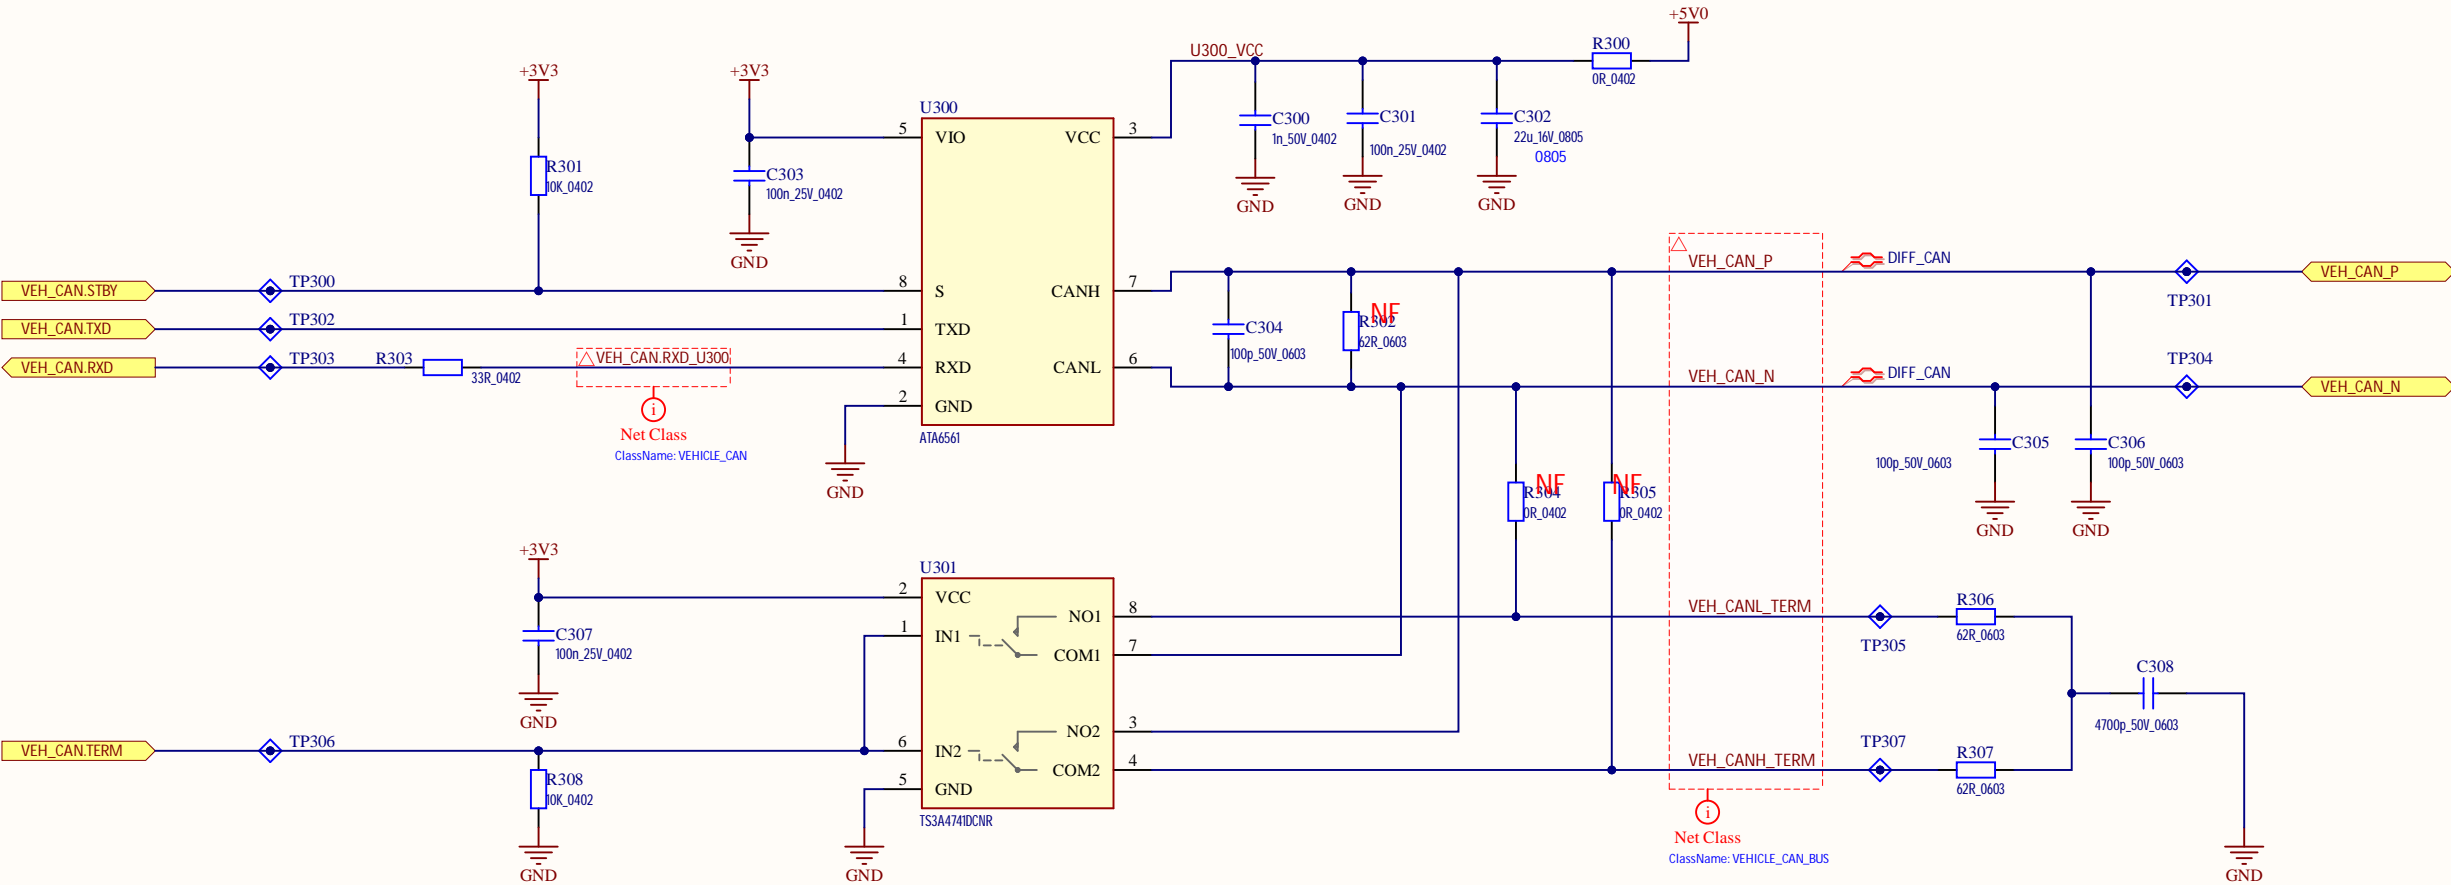 +5V0
U300_VCC
R300
0R_0402
+3V3
+3V3
U300
5
VIO
VCC
3
C300
1n_50V_0402
C301
100n_25V_0402
C302
22u_16V_0805
0805
R301
10K_0402
C303
100n_25V_0402
GND
GND
GND
GND
VEH_CAN.STBY
TP300
8
S
CANH
7
VEH_CAN_P
DIFF_CAN
VEH_CAN_P
TP301
VEH_CAN.TXD
TP302
1
TXD
C304
100p_50V_0603
NF
R302
62R_0603
VEH_CAN.RXD
TP303
R303
33R_0402
VEH_CAN.RXD_U300
4
RXD
CANL
6
VEH_CAN_N
DIFF_CAN
TP304
VEH_CAN_N
2
GND
i
Net Class
ClassName: VEHICLE_CAN
ATA6561
GND
C305
100p_50V_0603
C306
100p_50V_0603
GND
GND
NF
R304
0R_0402
NF
R305
0R_0402
+3V3
U301
2
VCC
1
IN1
NO1
8
COM1
7
C307
100n_25V_0402
GND
VEH_CANL_TERM
TP305
R306
62R_0603
C308
4700p_50V_0603
NO2
3
VEH_CAN.TERM
TP306
6
IN2
COM2
4
VEH_CANH_TERM
TP307
R307
62R_0603
R308
10K_0402
5
GND
TS3A4741DCNR
i
Net Class
ClassName: VEHICLE_CAN_BUS
GND
GND
GND